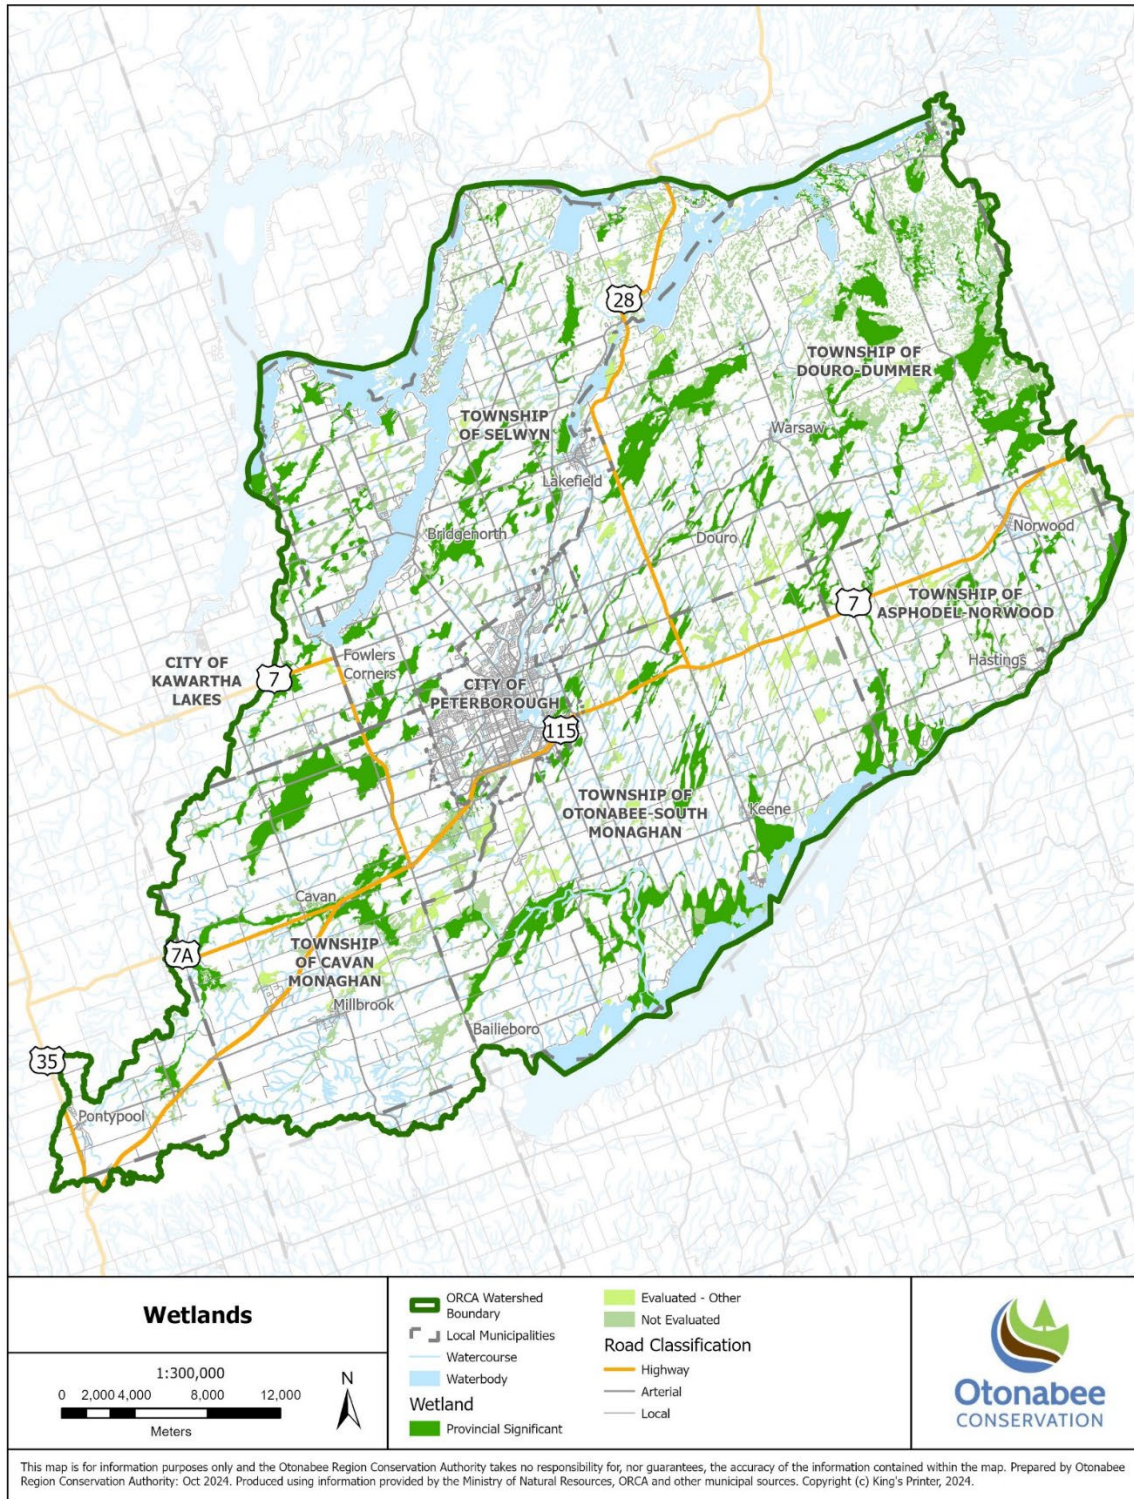 28
TOWNSHIP OF
DOURO-DUMMER
TOWNSHIP
OF SELWYN
Warsaw
Lakefield
Norwood
Bridgenorth
Douro
7
TOWNSHIP OF
ASPHODEL-NORWOOD
Hastings
Fowlers
Corners
CITY OF
KAWARTHA
LAKES
7
CITY OF
PETERBOROUGH
115
TOWNSHIP OF
OTONABEE-SOUTH
MONAGHAN
Keene
Cavan
7A
TOWNSHIP
OF CAVAN
MONAGHAN
Millbrook
Bailieboro
35
Pontypool
Wetlands
1:300,000
0 2,000 4,000 8,000 12,000
Meters
N
ORCA Watershed
Boundary
Local Municipalities
Watercourse
Waterbody
Wetland
Provincial Significant
Evaluated - Other
Not Evaluated
Road Classification
Highway
Arterial
Local
Otonabee
CONSERVATION
This map is for information purposes only and the Otonabee Region Conservation Authority takes no responsibility for, nor guarantees, the accuracy of the information contained within the map. Prepared by Otonabee
Region Conservation Authority: Oct 2024. Produced using information provided by the Ministry of Natural Resources, ORCA and other municipal sources. Copyright (c) King's Printer, 2024.